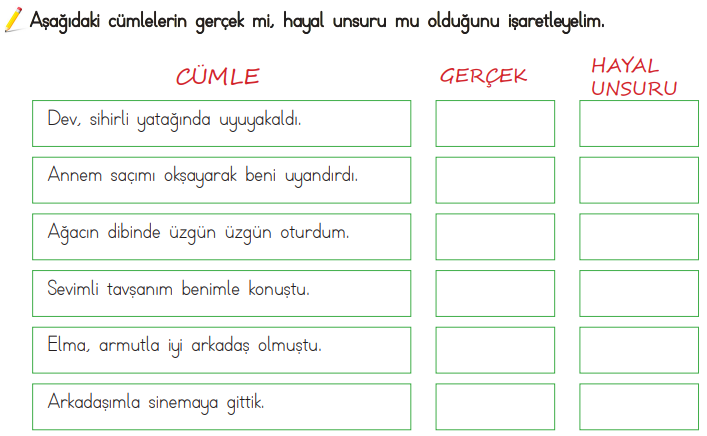 Aşağıdaki cümlelerin gerçek mi, hayal unsuru mu olduğunu işaretleyelim.
CÜMLE
GERÇEK
HAYAL
UNSURU
Dev, sihirli yatağında uyuyakaldı.
Annem saçımı okşayarak beni uyandırdı.
Ağacın dibinde üzgün üzgün oturdum.
Sevimli tavşanım benimle konuştu.
Elma, armutla iyi arkadaş olmuştu.
Arkadaşımla sinemaya gittik.